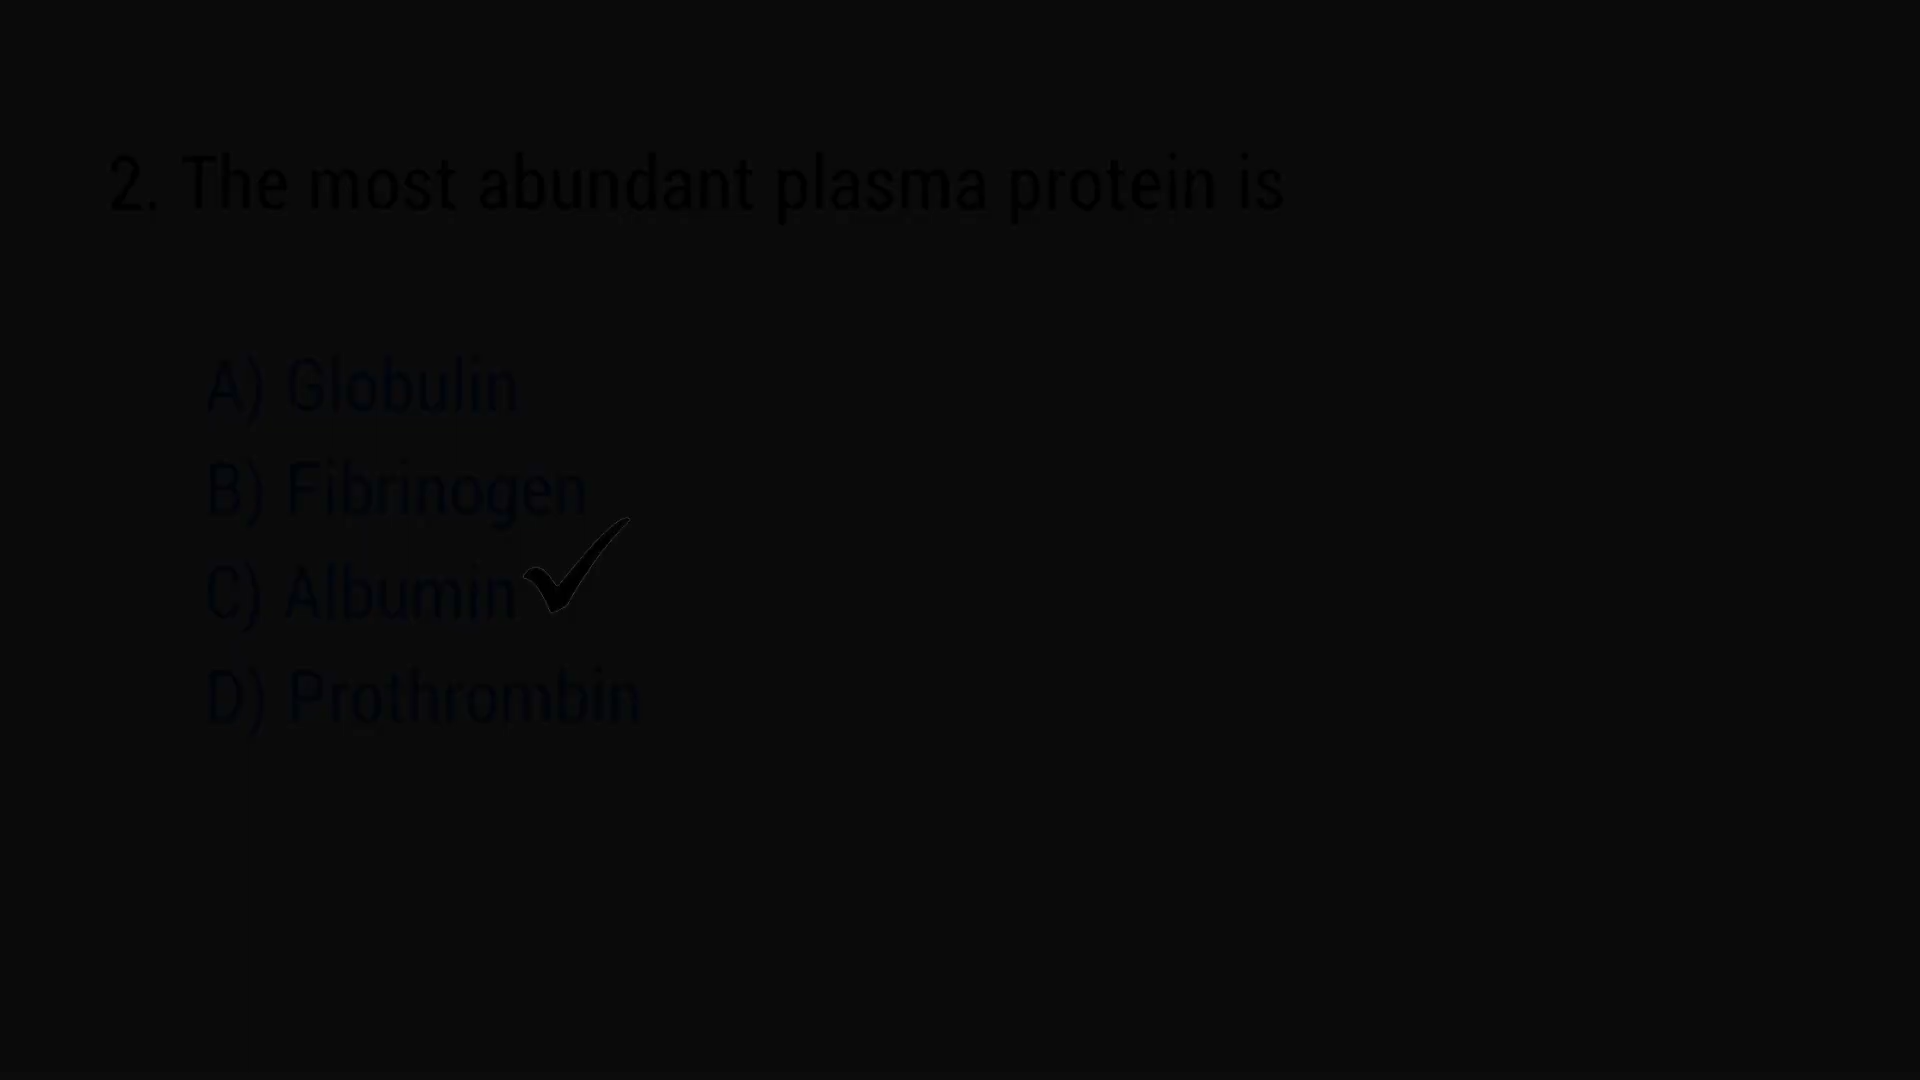 2. The most abundant plasma protein is
A) Globulin
B) Fibrinogen
C) Albumin
D) Prothrombin